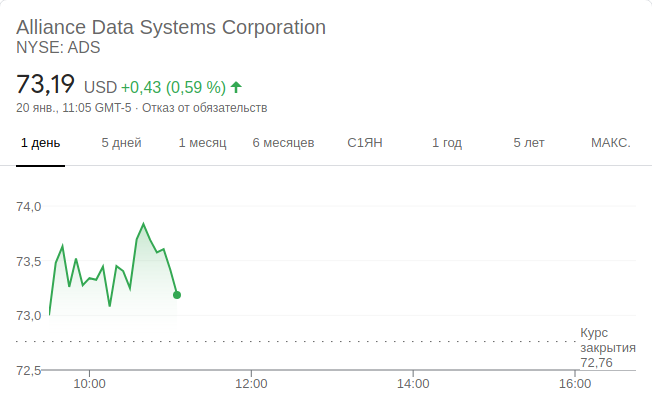 Alliance Data Systems Corporation
NYSE: ADS
73,19 USD +0,43 (0,59 %)
20 янв., 11:05 GMT-5 · Отказ от обязательств
1 день 5 дней 1 месяц 6 месяцев С1ЯН 1 год 5 лет МАКС.
74,0
73,5
73,0
Курс
закрытия
72,76
72,5
10:00 12:00 14:00 16:00